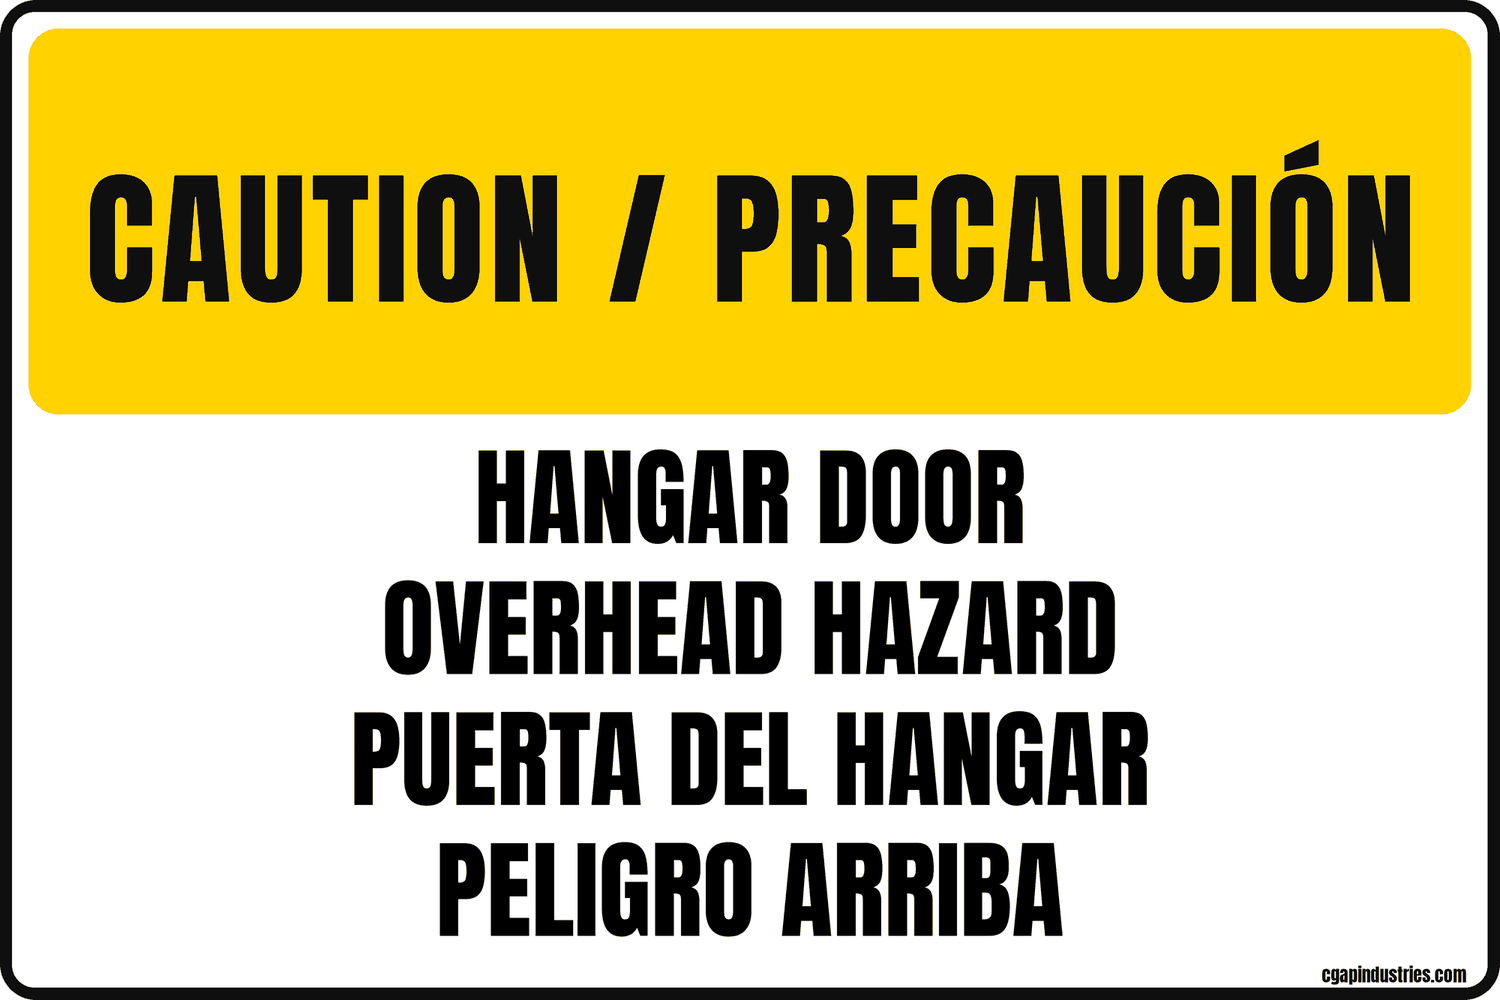 CAUTION / PRECAUCIÓN
HANGAR DOOR
OVERHEAD HAZARD
PUERTA DEL HANGAR
PELIGRO ARRIBA
cgapindustries.com